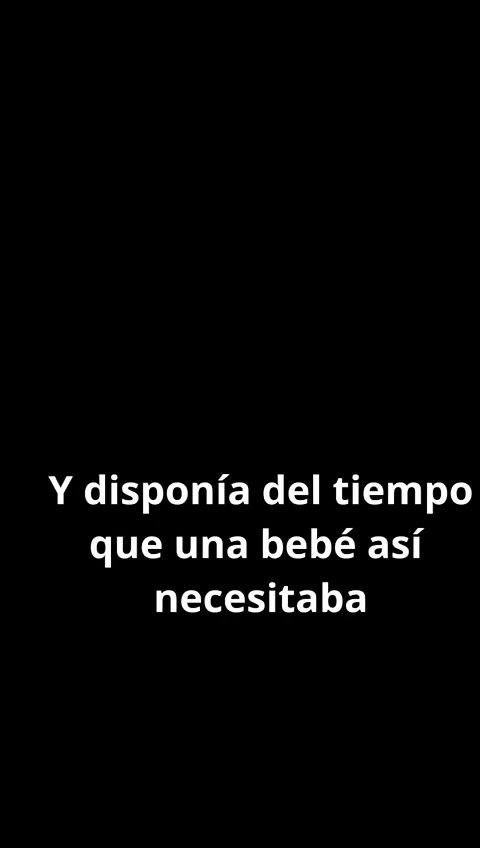 Y disponía del tiempo
que una bebé así
necesitaba